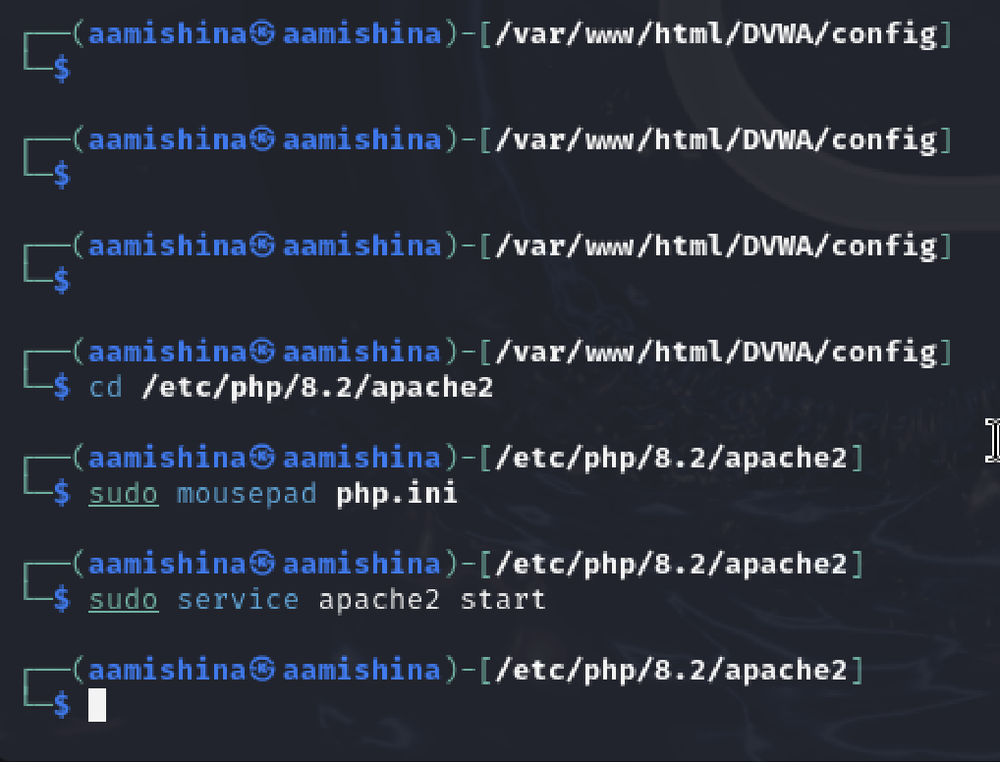 ┌──(aamishina㉿aamishina)-[/var/www/html/DVWA/config]
└─$
┌──(aamishina㉿aamishina)-[/var/www/html/DVWA/config]
└─$
┌──(aamishina㉿aamishina)-[/var/www/html/DVWA/config]
└─$
┌──(aamishina㉿aamishina)-[/var/www/html/DVWA/config]
└─$ cd /etc/php/8.2/apache2
┌──(aamishina㉿aamishina)-[/etc/php/8.2/apache2]
└─$ sudo mousepad php.ini
┌──(aamishina㉿aamishina)-[/etc/php/8.2/apache2]
└─$ sudo service apache2 start
┌──(aamishina㉿aamishina)-[/etc/php/8.2/apache2]
└─$